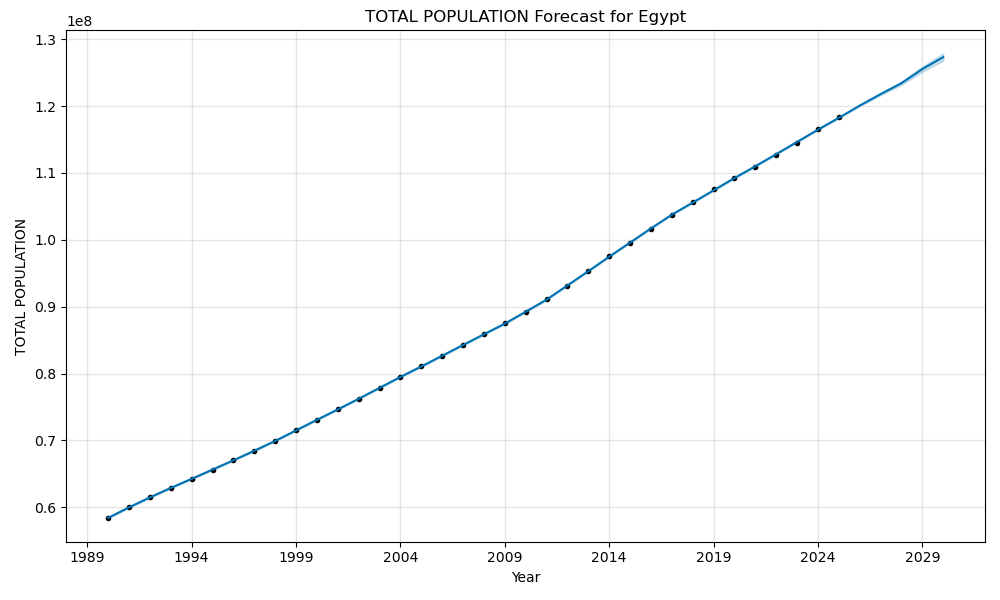 TOTAL POPULATION Forecast for Egypt
1e8
1.3
1.2
1.1
1.0
0.9
0.8
0.7
0.6
TOTAL POPULATION
1989 1994 1999 2004 2009 2014 2019 2024 2029
Year